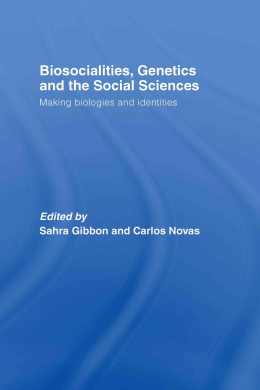 Biosocialities, Genetics
and the Social Sciences
Making biologies and identities
Edited by
Sahra Gibbon and Carlos Novas